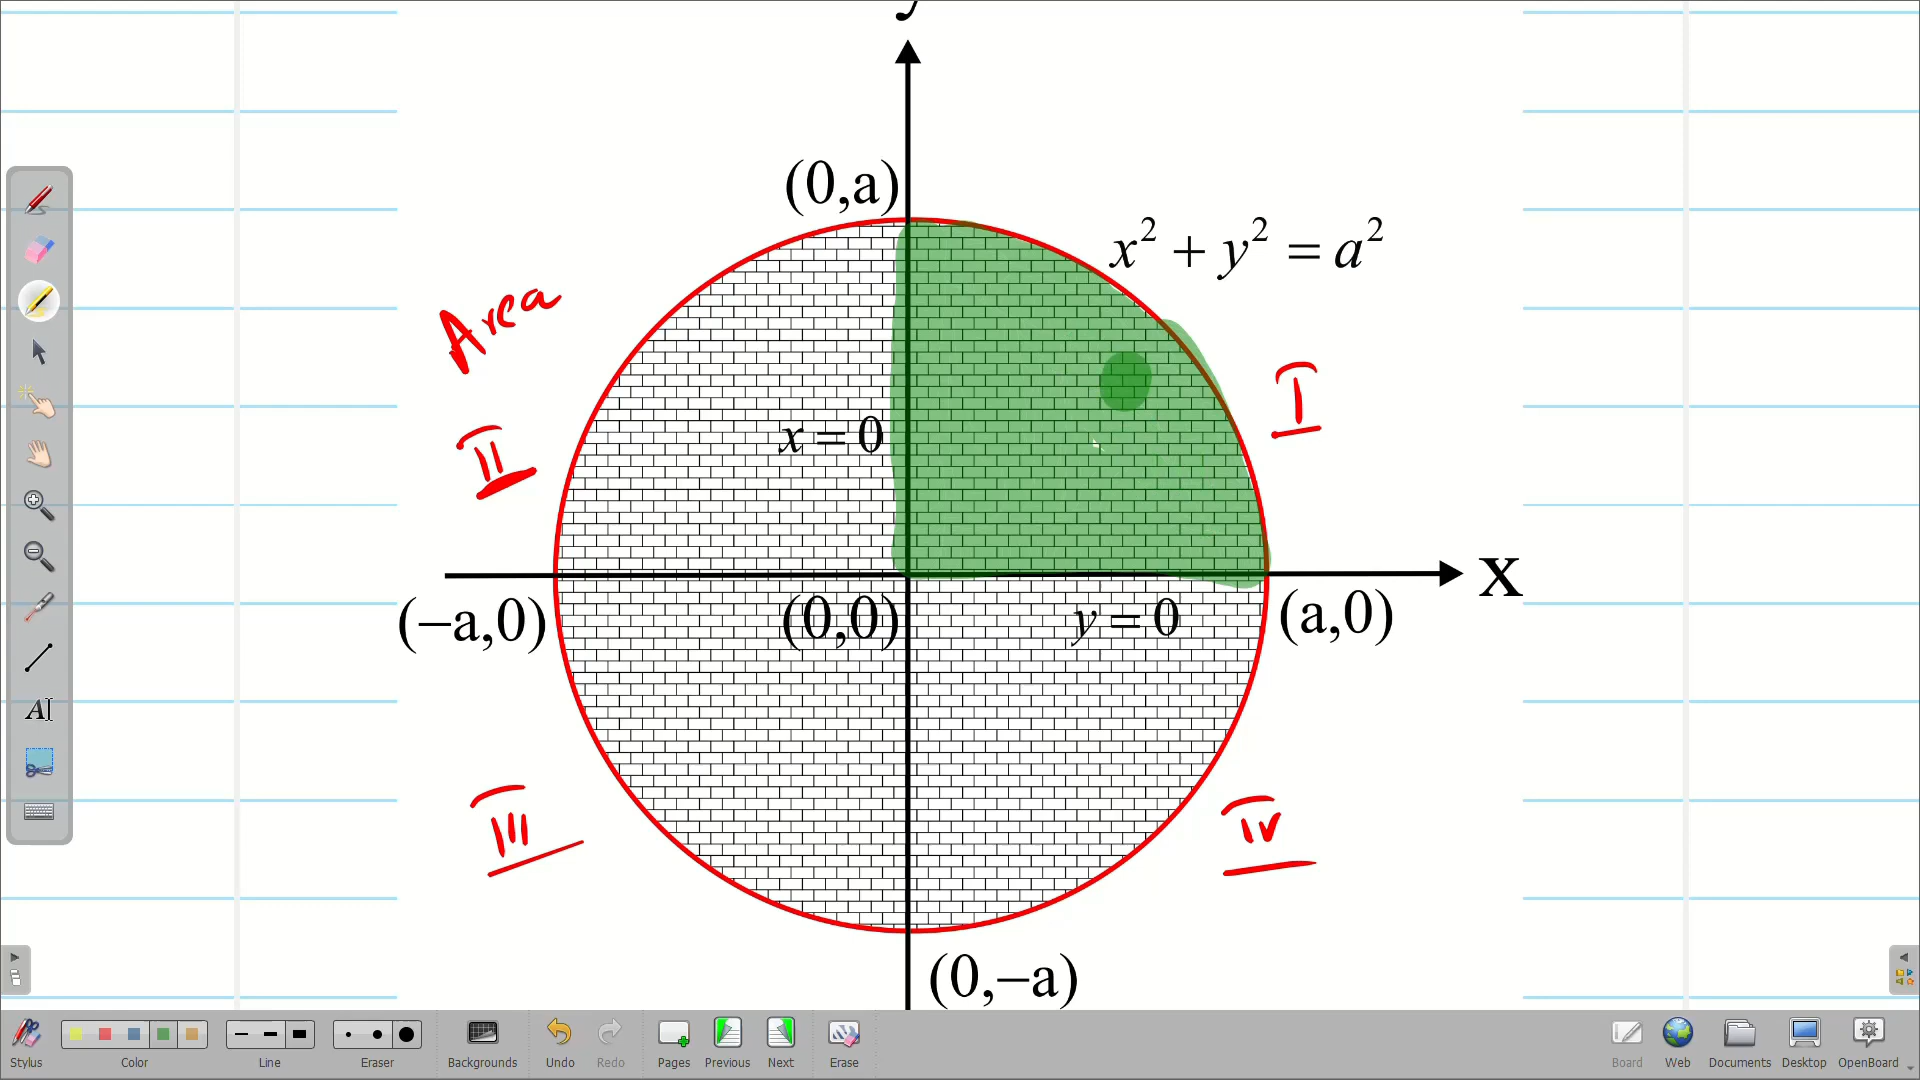 (0,a)
x² + y² = a²
Area
I
x = 0
II
X
(−a,0)
(0,0)
y = 0
(a,0)
III
IV
(0,−a)
Stylus
Color
Line
Eraser
Backgrounds
Undo
Redo
Pages
Previous
Next
Erase
Board
Web
Documents
Desktop
OpenBoard